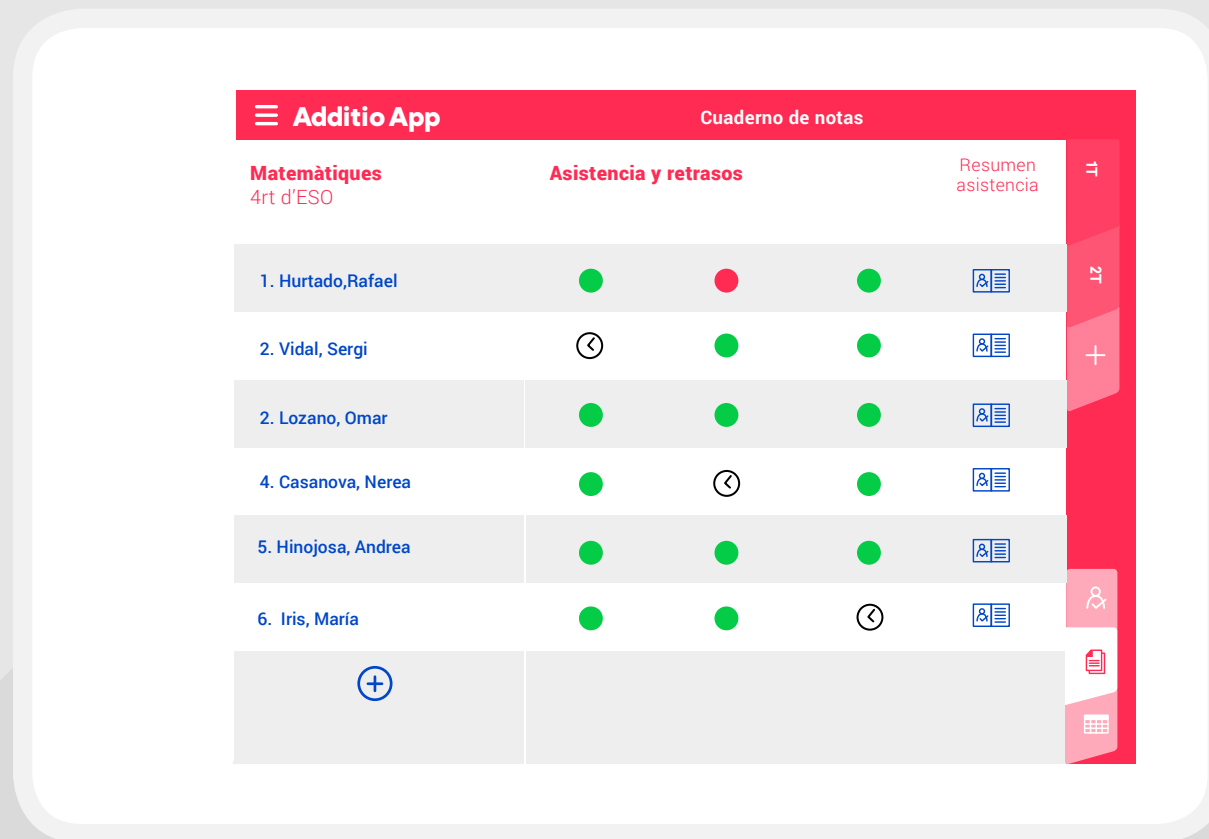 Additio App
Cuaderno de notas
Matemàtiques
4rt d'ESO
Asistencia y retrasos
Resumen
asistencia
1T
2T
1. Hurtado,Rafael
2. Vidal, Sergi
2. Lozano, Omar
4. Casanova, Nerea
5. Hinojosa, Andrea
6. Iris, María